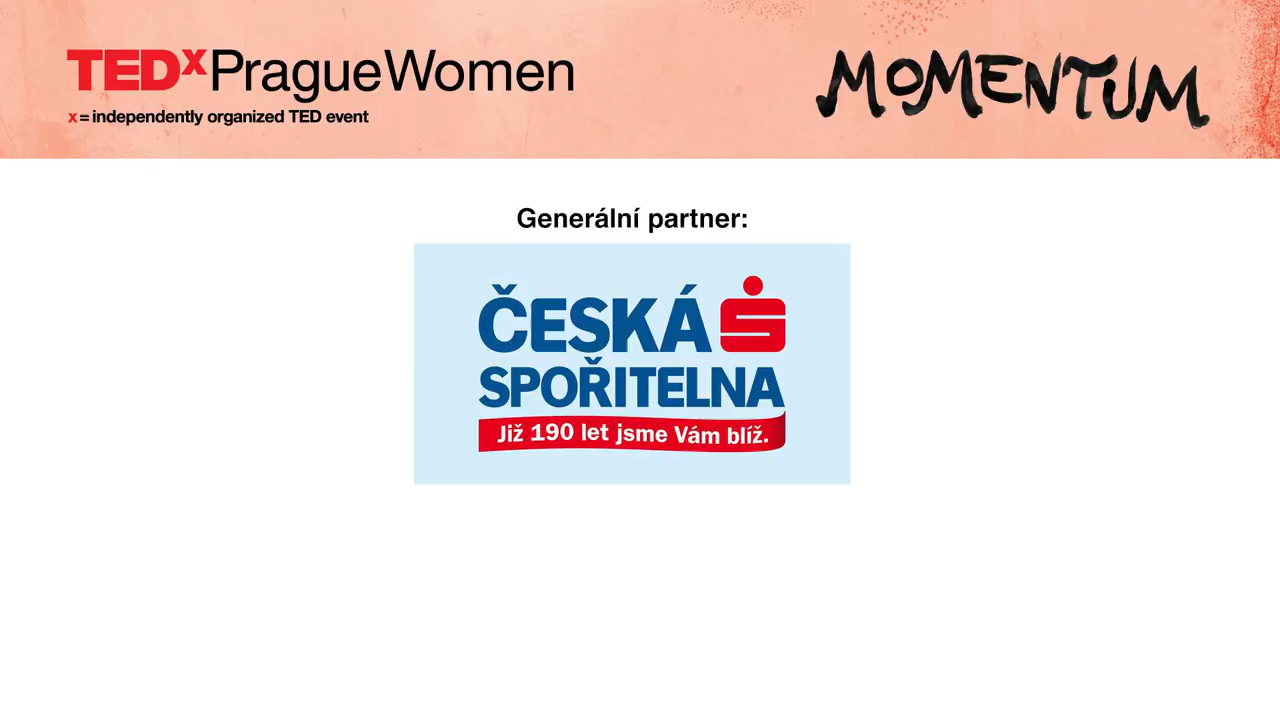 TEDxPragueWomen
x = independently organized TED event
MOMENTUM
Generální partner:
ČESKÁ
SPOŘITELNA
Již 190 let jsme Vám blíž.